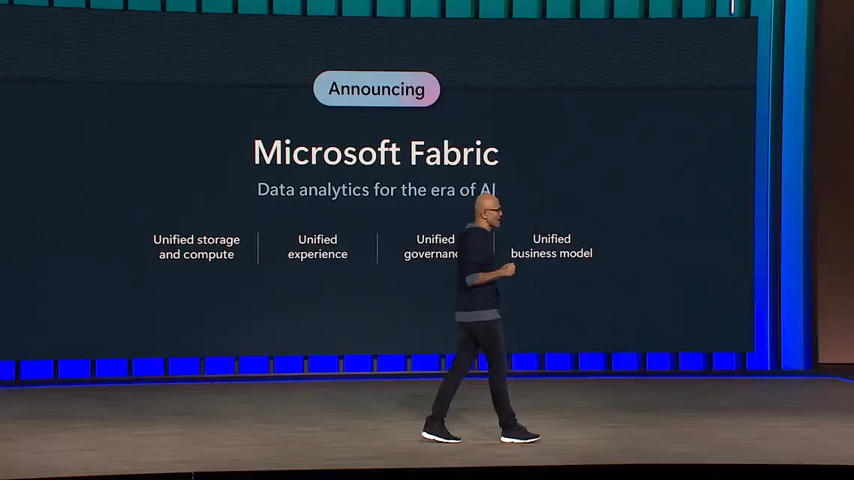 Announcing
Microsoft Fabric
Data analytics for the era of AI
Unified storage
and compute
Unified
experience
Unified
governanc
Unified
business model